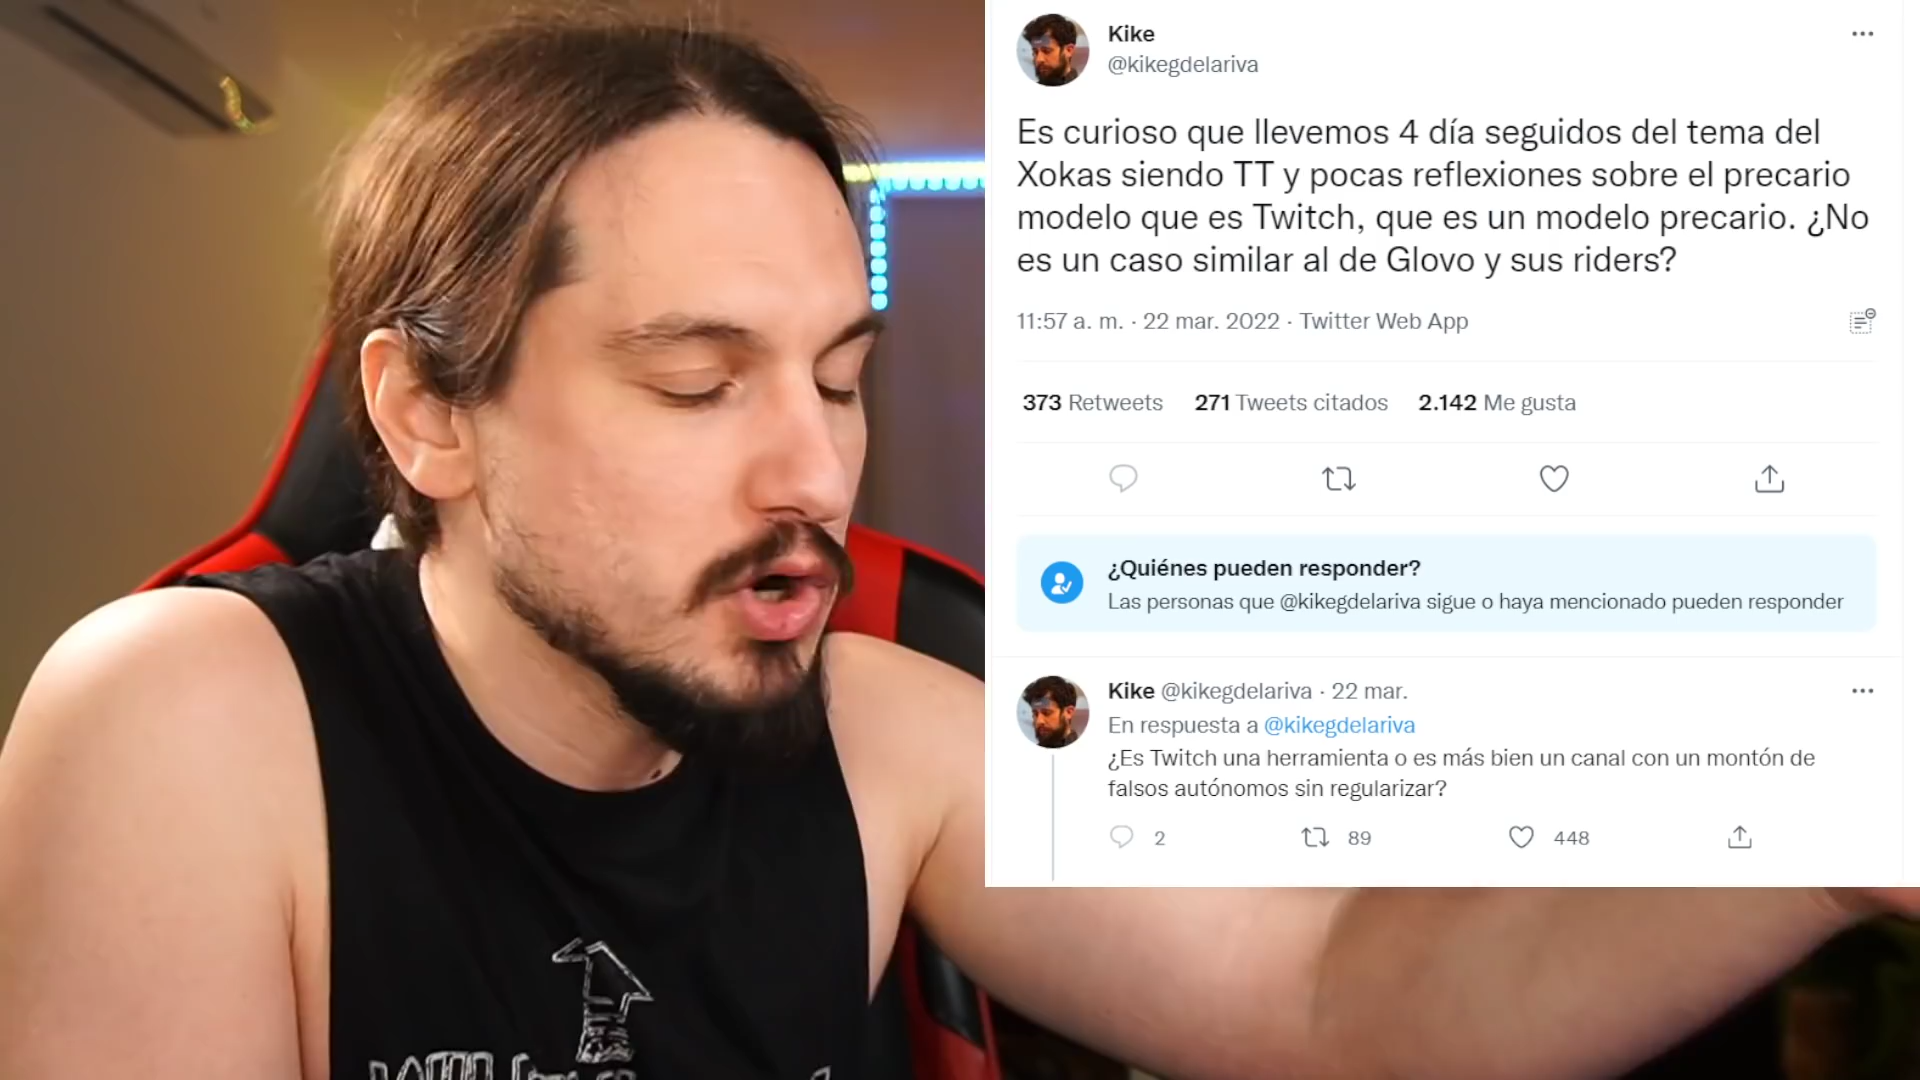 Kike
@kikegdelariva
Es curioso que llevemos 4 día seguidos del tema del
Xokas siendo TT y pocas reflexiones sobre el precario
modelo que es Twitch, que es un modelo precario. ¿No
es un caso similar al de Glovo y sus riders?
11:57 a. m. · 22 mar. 2022 · Twitter Web App
373 Retweets 271 Tweets citados 2.142 Me gusta
¿Quiénes pueden responder?
Las personas que @kikegdelariva sigue o haya mencionado pueden responder
Kike @kikegdelariva · 22 mar.
En respuesta a @kikegdelariva
¿Es Twitch una herramienta o es más bien un canal con un montón de
falsos autónomos sin regularizar?
2 89 448